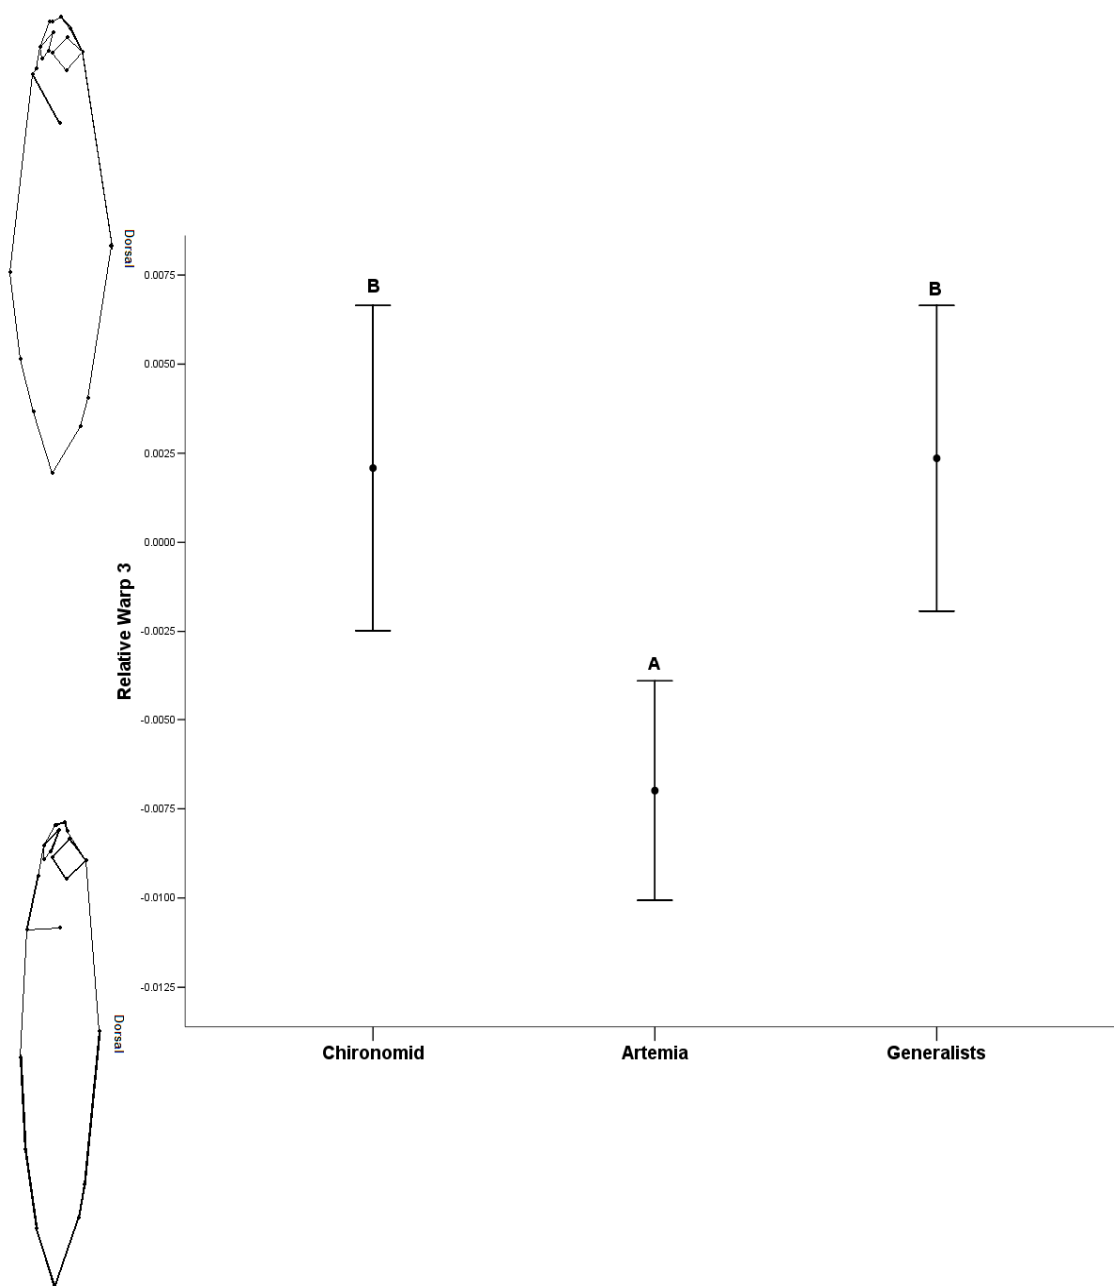 Dorsal
B
B
0.0075
0.0050
0.0025
0.0000
Relative Warp 3
-0.0025
A
-0.0050
-0.0075
-0.0100
-0.0125
Dorsal
Chironomid
Artemia
Generalists